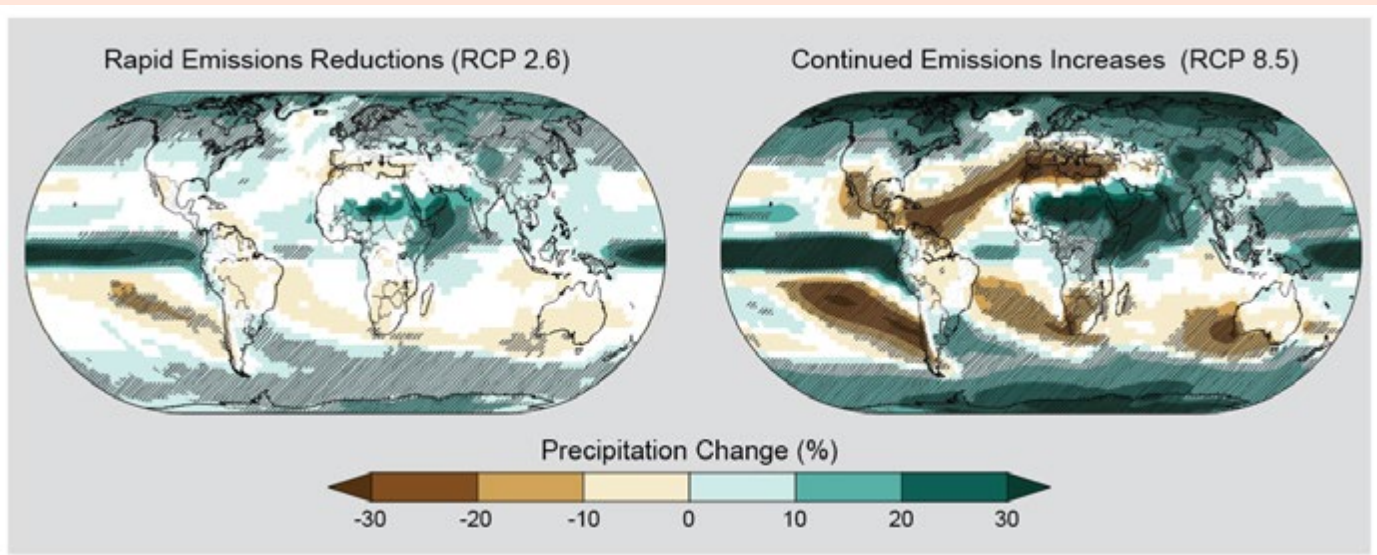 Rapid Emissions Reductions (RCP 2.6)
Continued Emissions Increases (RCP 8.5)
Precipitation Change (%)
-30 -20 -10 0 10 20 30